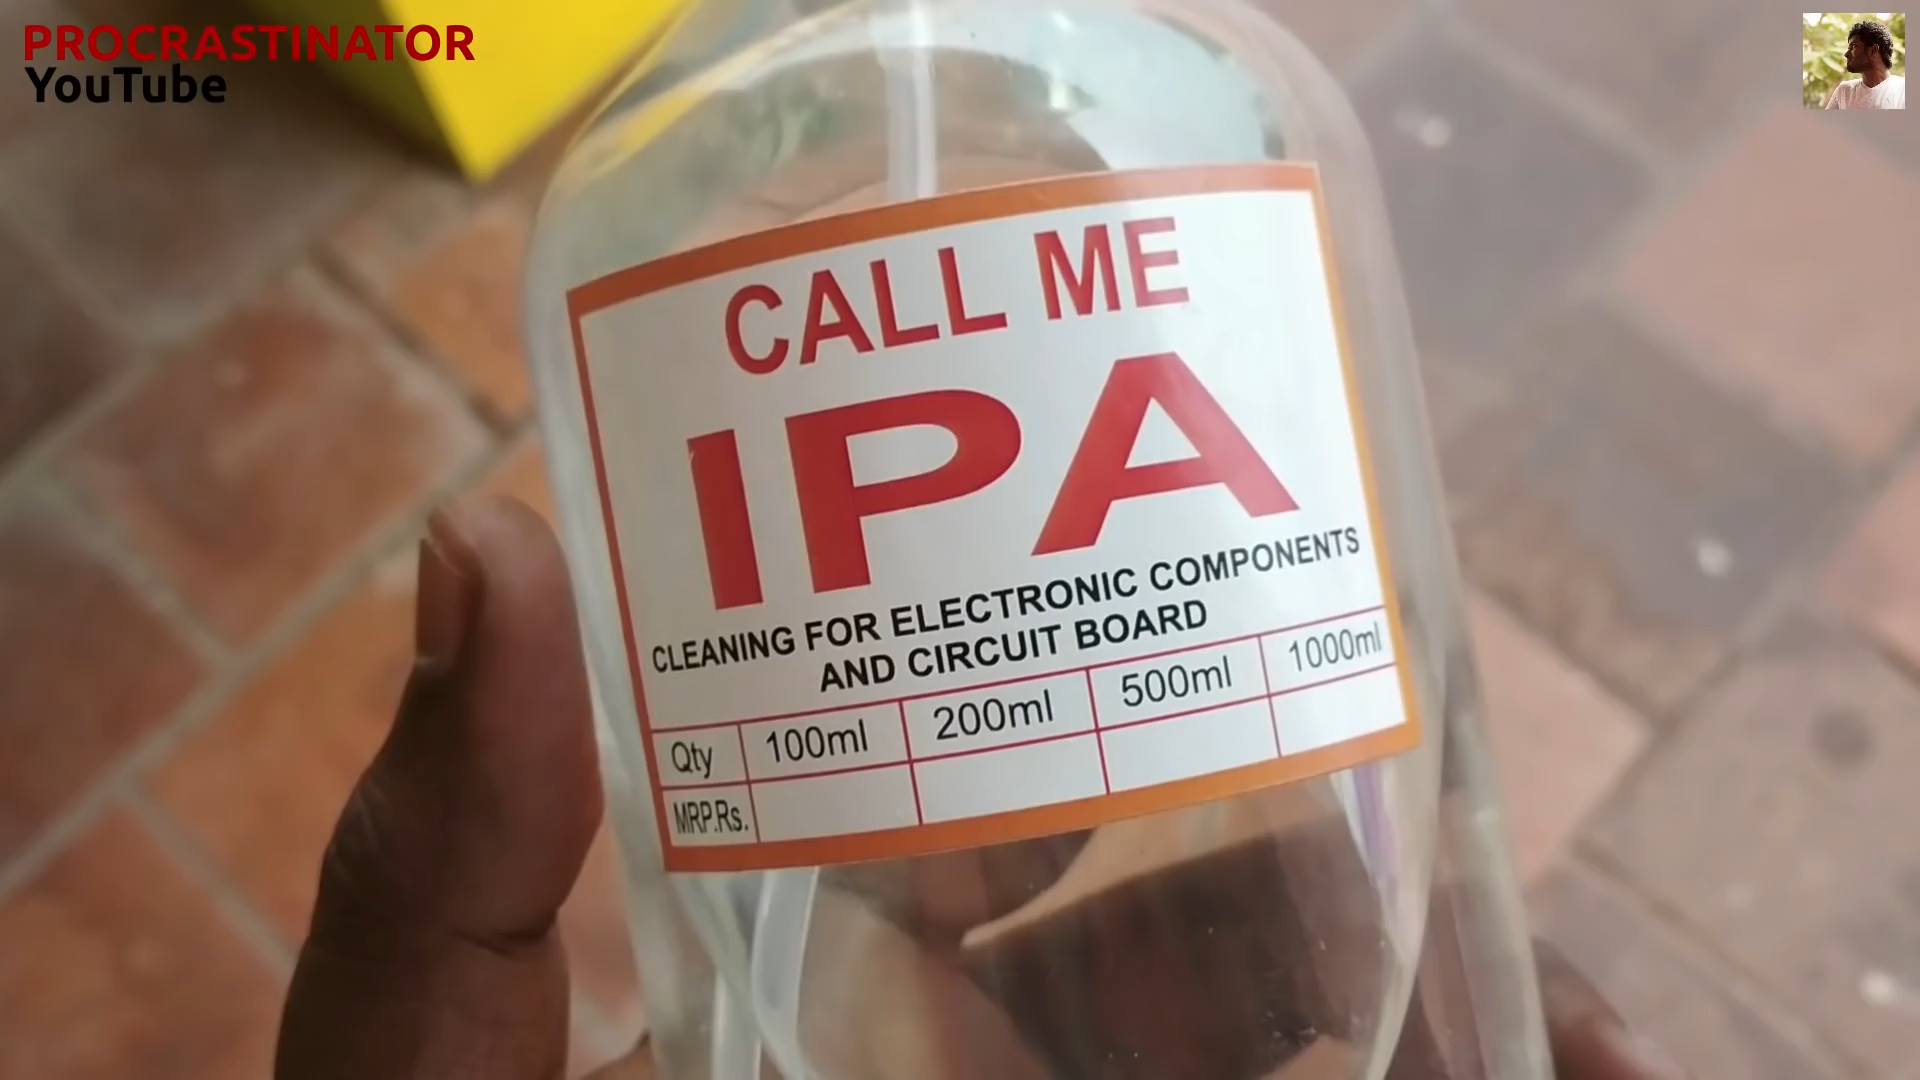 PROCRASTINATOR
YouTube
CALL ME
IPA
CLEANING FOR ELECTRONIC COMPONENTS
AND CIRCUIT BOARD
Qty 100ml 200ml 500ml 1000ml
MRP.Rs.